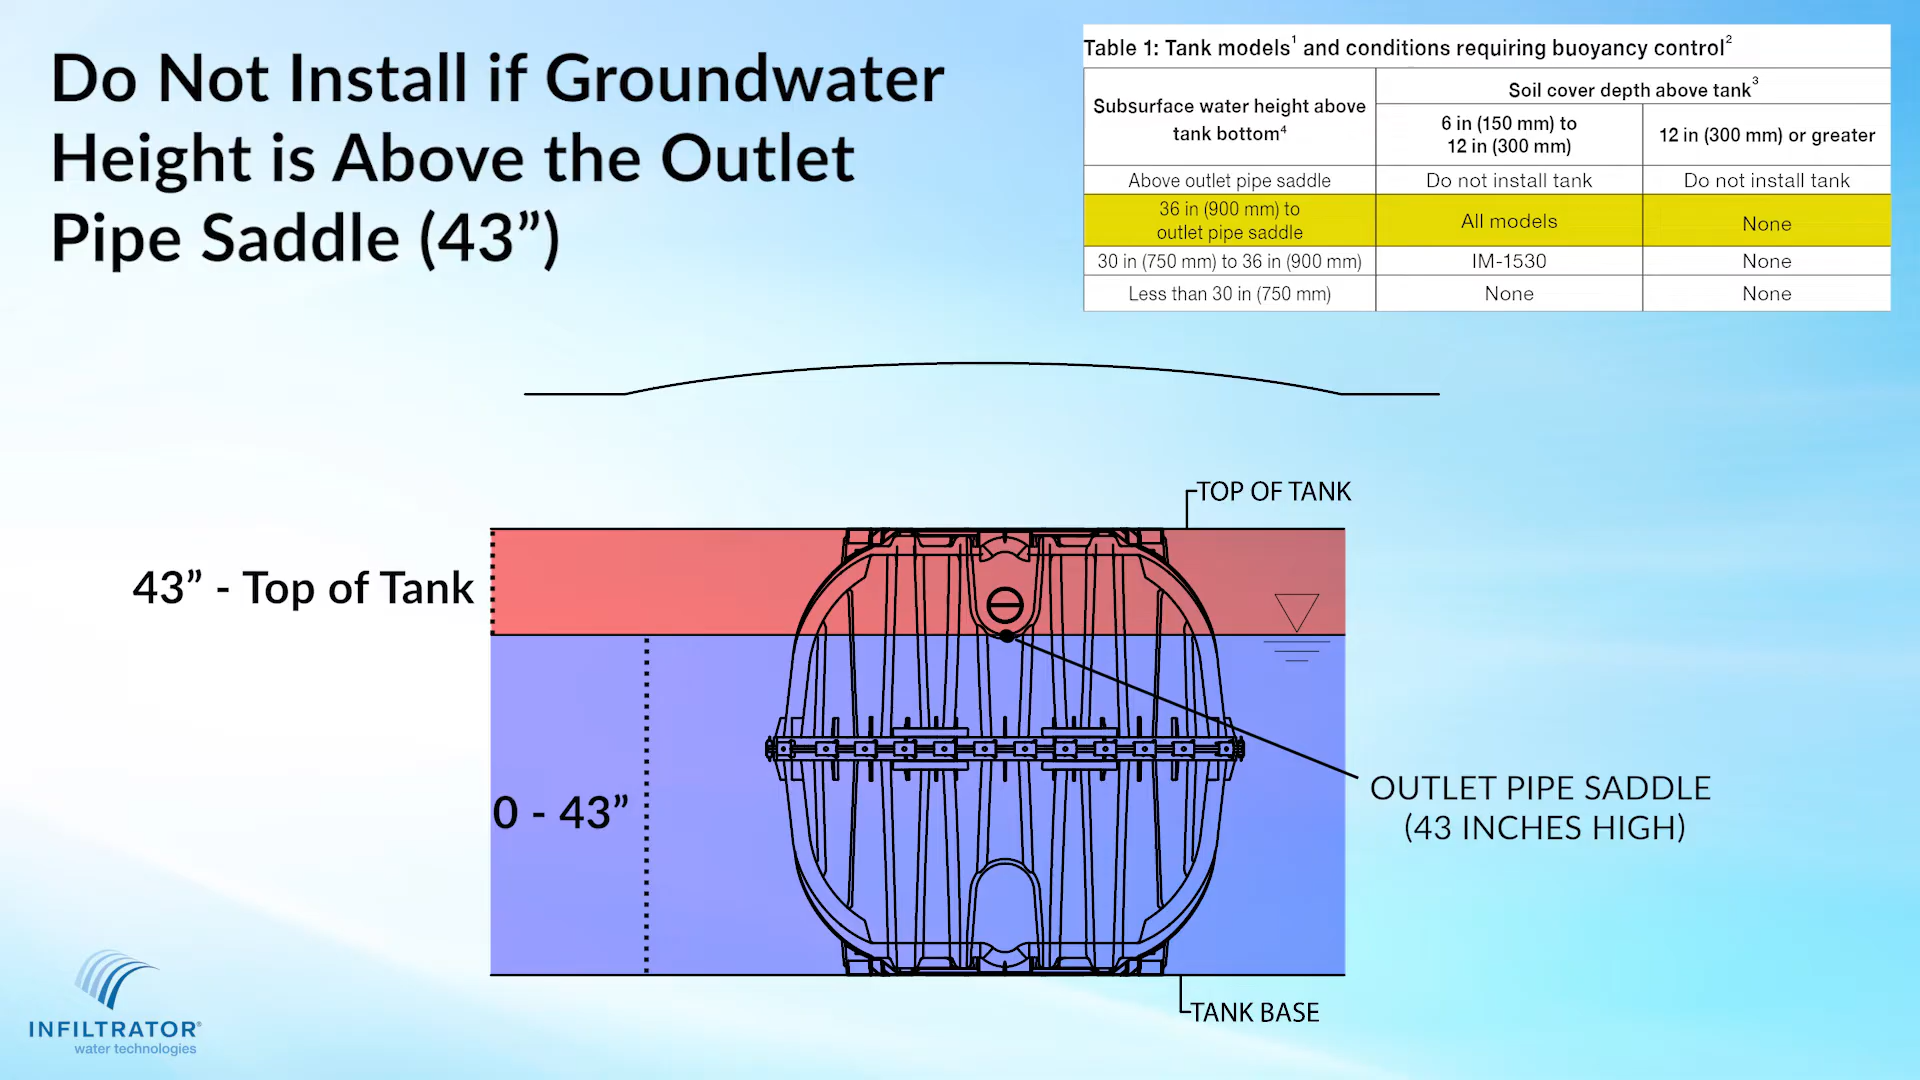 Do Not Install if Groundwater
Height is Above the Outlet
Pipe Saddle (43”)
Table 1: Tank models¹ and conditions requiring buoyancy control²
Subsurface water height above
tank bottom⁴
Soil cover depth above tank³
6 in (150 mm) to
12 in (300 mm)
12 in (300 mm) or greater
Above outlet pipe saddle
Do not install tank
Do not install tank
36 in (900 mm) to
outlet pipe saddle
All models
None
30 in (750 mm) to 36 in (900 mm)
IM-1530
None
Less than 30 in (750 mm)
None
None
TOP OF TANK
43” - Top of Tank
0 - 43”
OUTLET PIPE SADDLE
(43 INCHES HIGH)
TANK BASE
INFILTRATOR®
water technologies